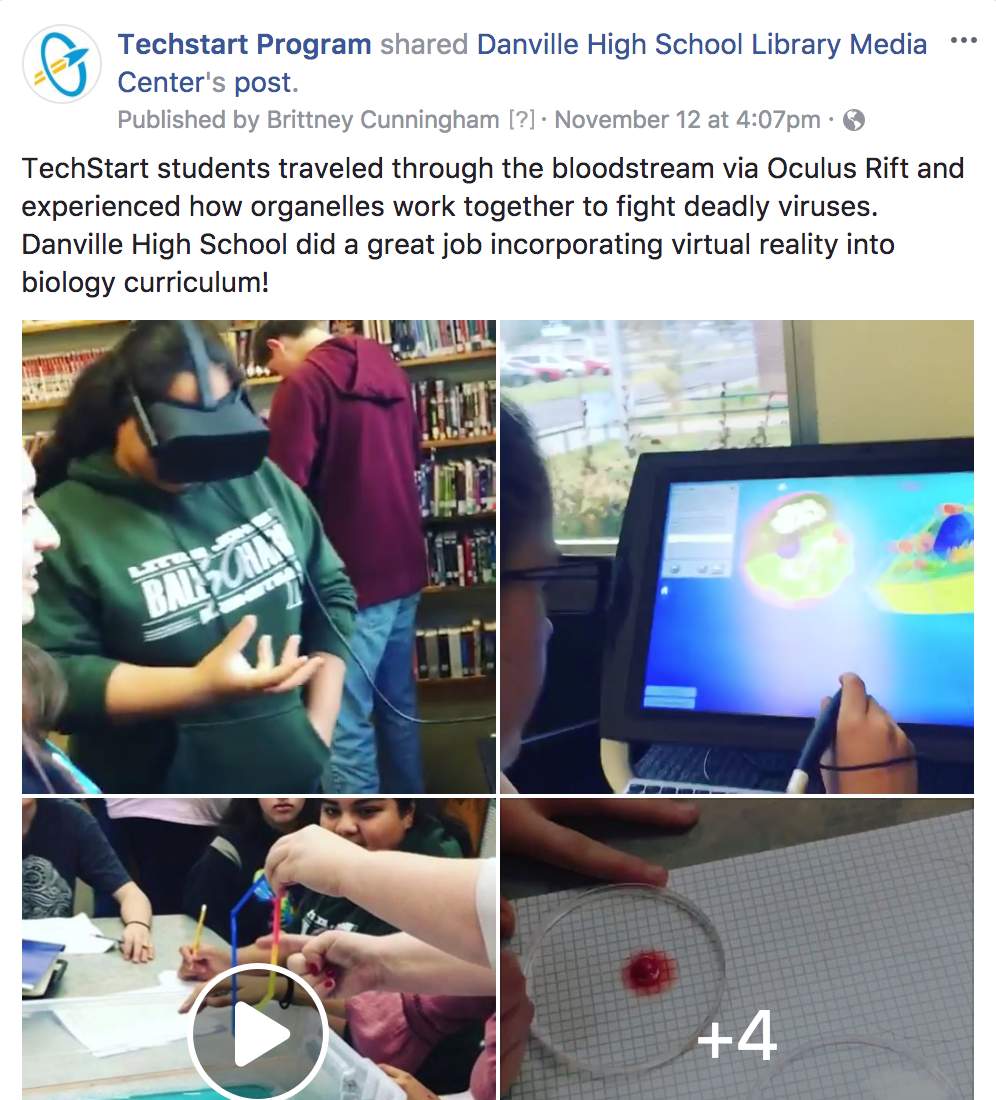 Techstart Program shared Danville High School Library Media
Center's post.
Published by Brittney Cunningham [?] · November 12 at 4:07pm ·
TechStart students traveled through the bloodstream via Oculus Rift and
experienced how organelles work together to fight deadly viruses.
Danville High School did a great job incorporating virtual reality into
biology curriculum!
+4